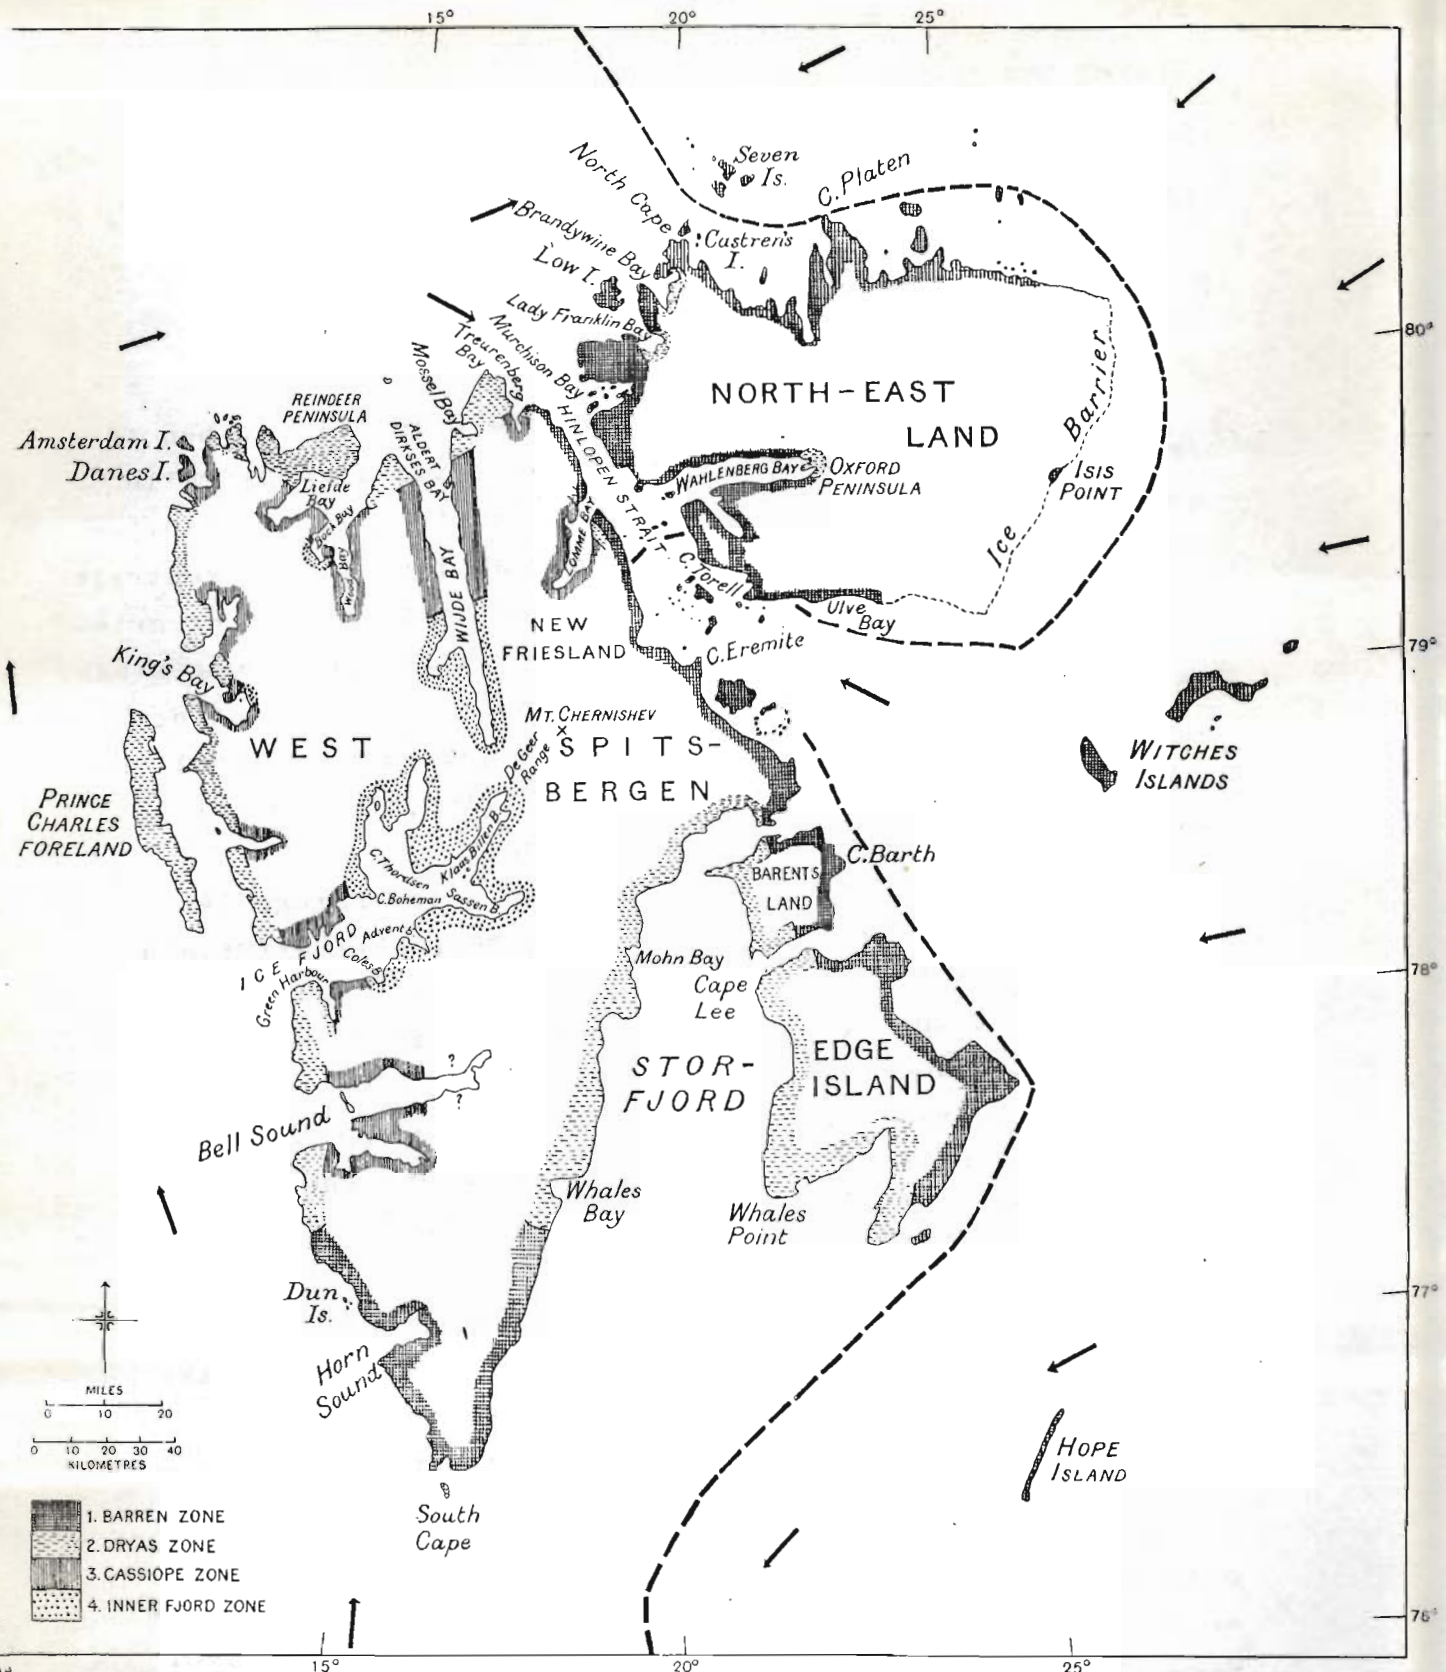 15°
20°
25°
Seven
Is.
North Cape
C. Platen
Brandywine Bay
Castren's
I.
Low I.
Lady Franklin Bay
Murchison Bay
Treurenberg
Bay
Mossel Bay
80°
NORTH-EAST
LAND
Barrier
Ice
HINLOPEN STRAIT
REINDEER
PENINSULA
ALDERT
DIRKSES BAY
Amsterdam I.
Danes I.
Liefde
Bay
Bock Bay
Wood Bay
WAHLENBERG BAY
OXFORD
PENINSULA
ISIS
POINT
LOMME BAY
WIJDE BAY
C. Torell
Ulve
Bay
NEW
FRIESLAND
C. Eremite
79°
King's Bay
MT. CHERNISHEV
X
De Geer
Range
WEST
SPITS-
BERGEN
WITCHES
ISLANDS
PRINCE
CHARLES
FORELAND
Klaas Billen B.
C. Thordsen
C. Boheman
Sassen B.
C. Barth
BARENTS
LAND
ICE FJORD
Advent B.
Coles B.
Green Harbour
Mohn Bay
Cape
Lee
78°
STOR-
FJORD
EDGE
ISLAND
?
?
Bell Sound
Whales
Bay
Whales
Point
77°
Dun
Is.
Horn
Sound
MILES
0 10 20
0 10 20 30 40
KILOMETRES
HOPE
ISLAND
South
Cape
1. BARREN ZONE
2. DRYAS ZONE
3. CASSIOPE ZONE
4. INNER FJORD ZONE
76°
15°
20°
25°